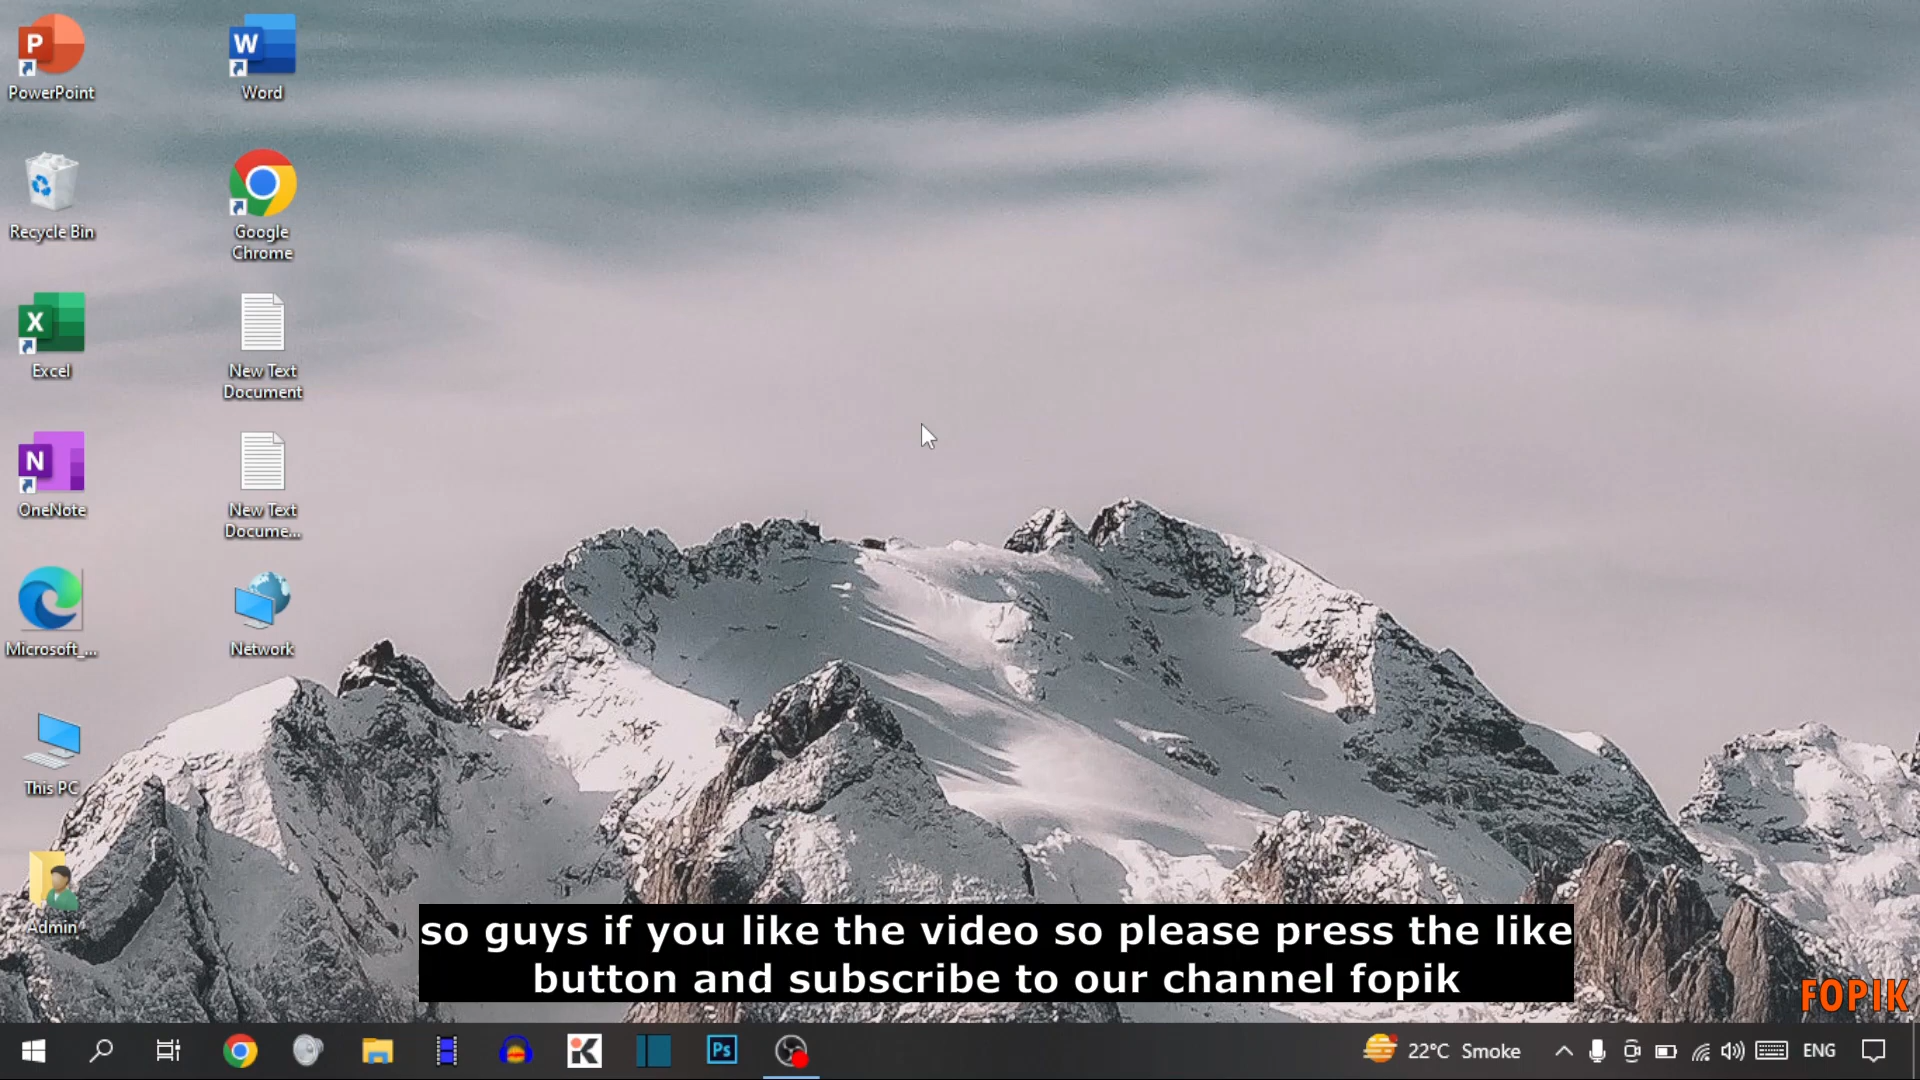 PowerPoint
Word
Recycle Bin
Google
Chrome
Excel
New Text
Document
OneNote
New Text
Docume...
Microsoft_...
Network
This PC
Admin
so guys if you like the video so please press the like
button and subscribe to our channel fopik
FOPIK
22°C Smoke
ENG